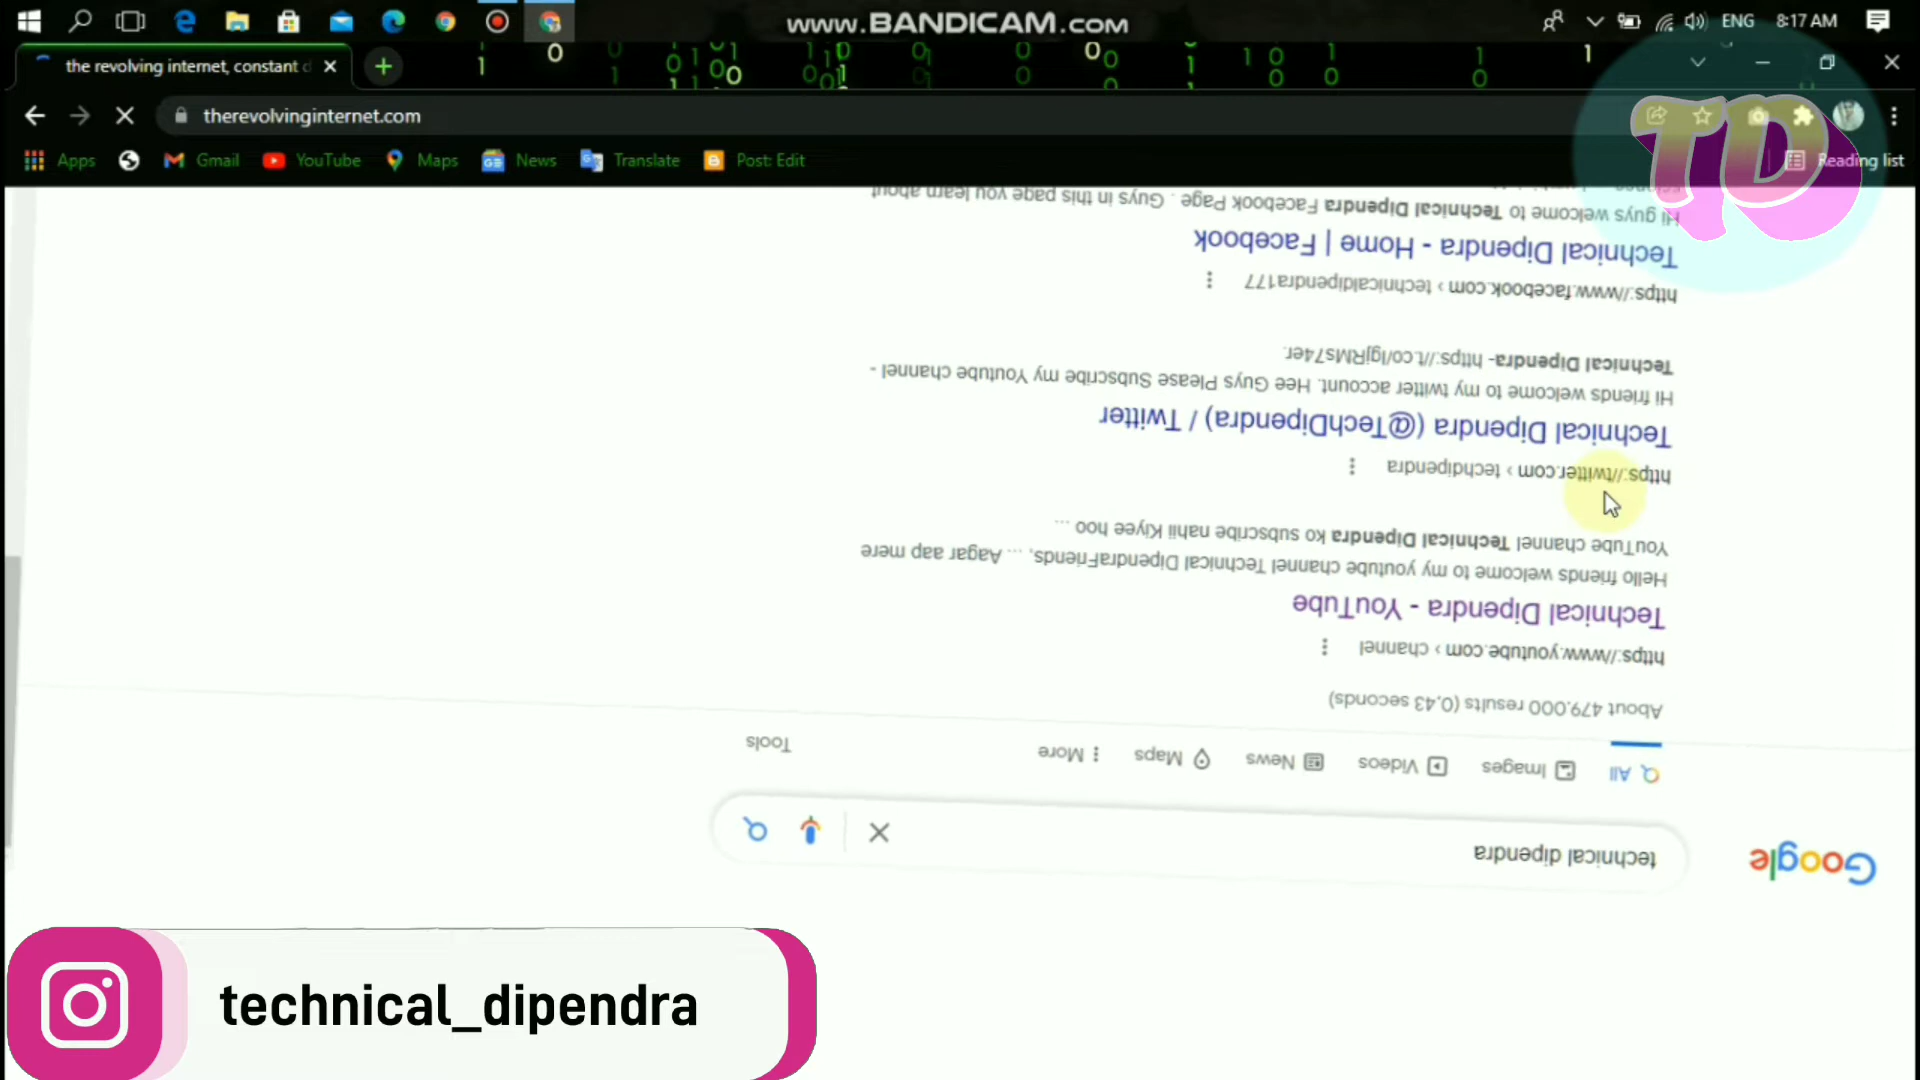 www.BANDICAM.com
ENG
8:17 AM
the revolving internet, constant
therevolvinginternet.com
Apps
Gmail
YouTube
Maps
News
Translate
Post: Edit
Reading list
TD
Google
technical dipendra
All
Images
Videos
News
Maps
More
Tools
About 479.000 results (0,43 seconds)
https://www.youtube.com › channel
Technical Dipendra - YouTube
Hello friends welcome to my youtube channel Technical DipendraFriends, ... Aagar aap mere
YouTube channel Technical Dipendra ko subscribe nahii Kiyee hoo ...
https://twitter.com › techdipendra
Technical Dipendra (@TechDipendra) / Twitter
Hi friends welcome to my twitter account. Hee Guys Please Subscribe my Youtube channel -
Technical Dipendra- https://t.co/lgjRMs74er.
https://www.facebook.com › technicaldipendra177
Technical Dipendra - Home | Facebook
Hi guys welcome to Technical Dipendra Facebook Page . Guys in this page you learn about
technical_dipendra